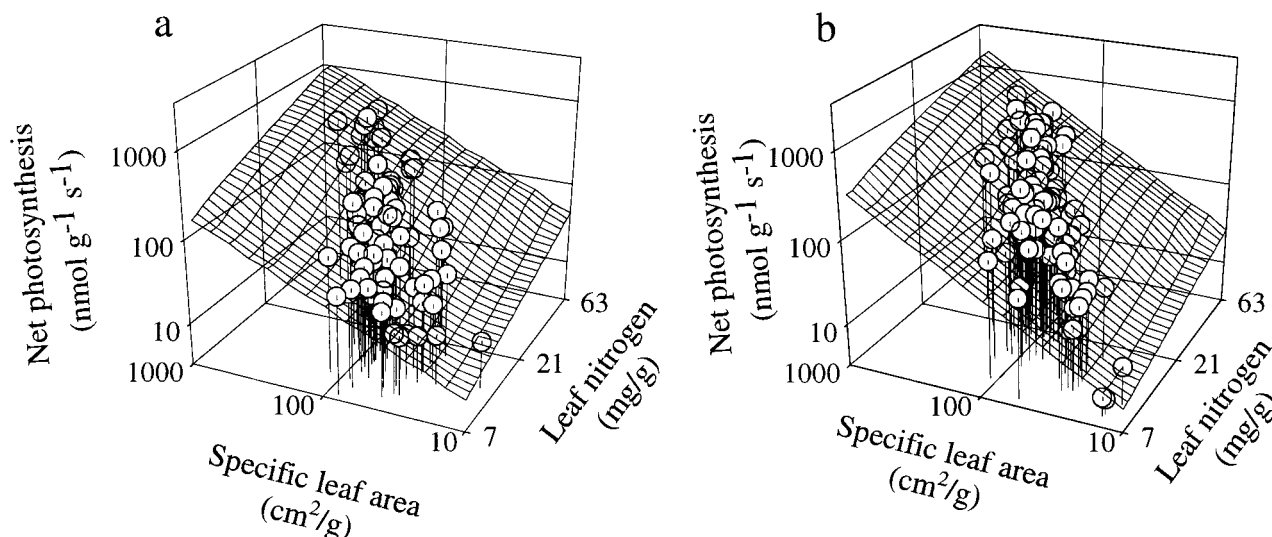 a
Net photosynthesis
(nmol g⁻¹ s⁻¹)
1000
100
10
1000
100
10
7
21
63
Specific leaf area
(cm²/g)
Leaf nitrogen
(mg/g)
b
Net photosynthesis
(nmol g⁻¹ s⁻¹)
1000
100
10
1000
100
10
7
21
63
Specific leaf area
(cm²/g)
Leaf nitrogen
(mg/g)